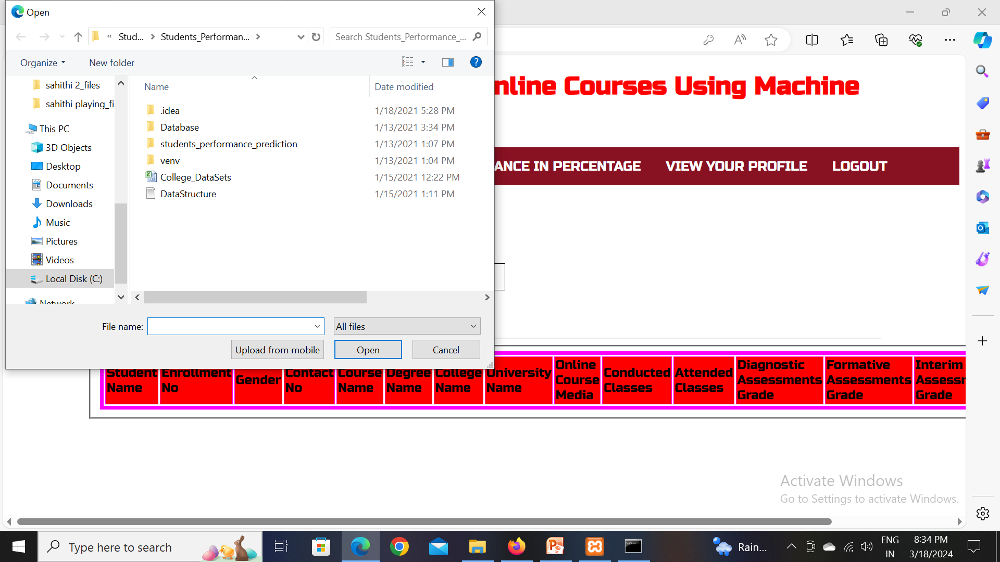 Open
« Stud... > Students_Performan... >
Search Students_Performance_...
Organize
New folder
sahithi 2_files
sahithi playing_fi
This PC
3D Objects
Desktop
Documents
Downloads
Music
Pictures
Videos
Local Disk (C:)
Network
Name
Date modified
.idea 1/18/2021 5:28 PM
Database 1/13/2021 3:34 PM
students_performance_prediction 1/13/2021 1:07 PM
venv 1/13/2021 1:04 PM
College_DataSets 1/15/2021 12:22 PM
DataStructure 1/15/2021 1:11 PM
File name:
All files
Upload from mobile
Open
Cancel
nline Courses Using Machine
ANCE IN PERCENTAGE
VIEW YOUR PROFILE
LOGOUT
Student Name
Enrollment No
Gender
Contact No
Course Name
Degree Name
College Name
University Name
Online Course Media
Conducted Classes
Attended Classes
Diagnostic Assessments Grade
Formative Assessments Grade
Interim Assessr Grade
Activate Windows
Go to Settings to activate Windows.
Type here to search
Rain...
ENG
IN
8:34 PM
3/18/2024